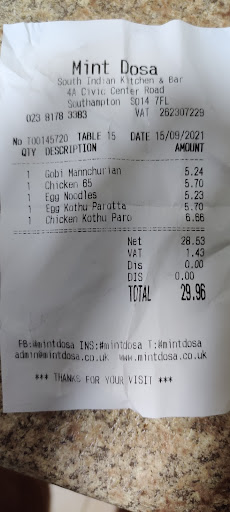 Mint Dosa
South Indian Kitchen & Bar
4A Civic Center Road
Southampton SO14 7FL
023 8178 3383 VAT 262307229
No T00145720 TABLE 15 DATE 15/09/2021
QTY DESCRIPTION AMOUNT
1 Gobi Mannchurian 5.24
1 Chicken 65 5.70
1 Egg Noodles 5.23
1 Egg Kothu Parotta 5.70
1 Chicken Kothu Paro 6.66
Net 28.53
VAT 1.43
Dis 0.00
DIS 0.00
TOTAL 29.96
FB:#mintdosa INS:#mintdosa T:#mintdosa
admin@mintdosa.co.uk www.mintdosa.co.uk
*** THANKS FOR YOUR VISIT ***